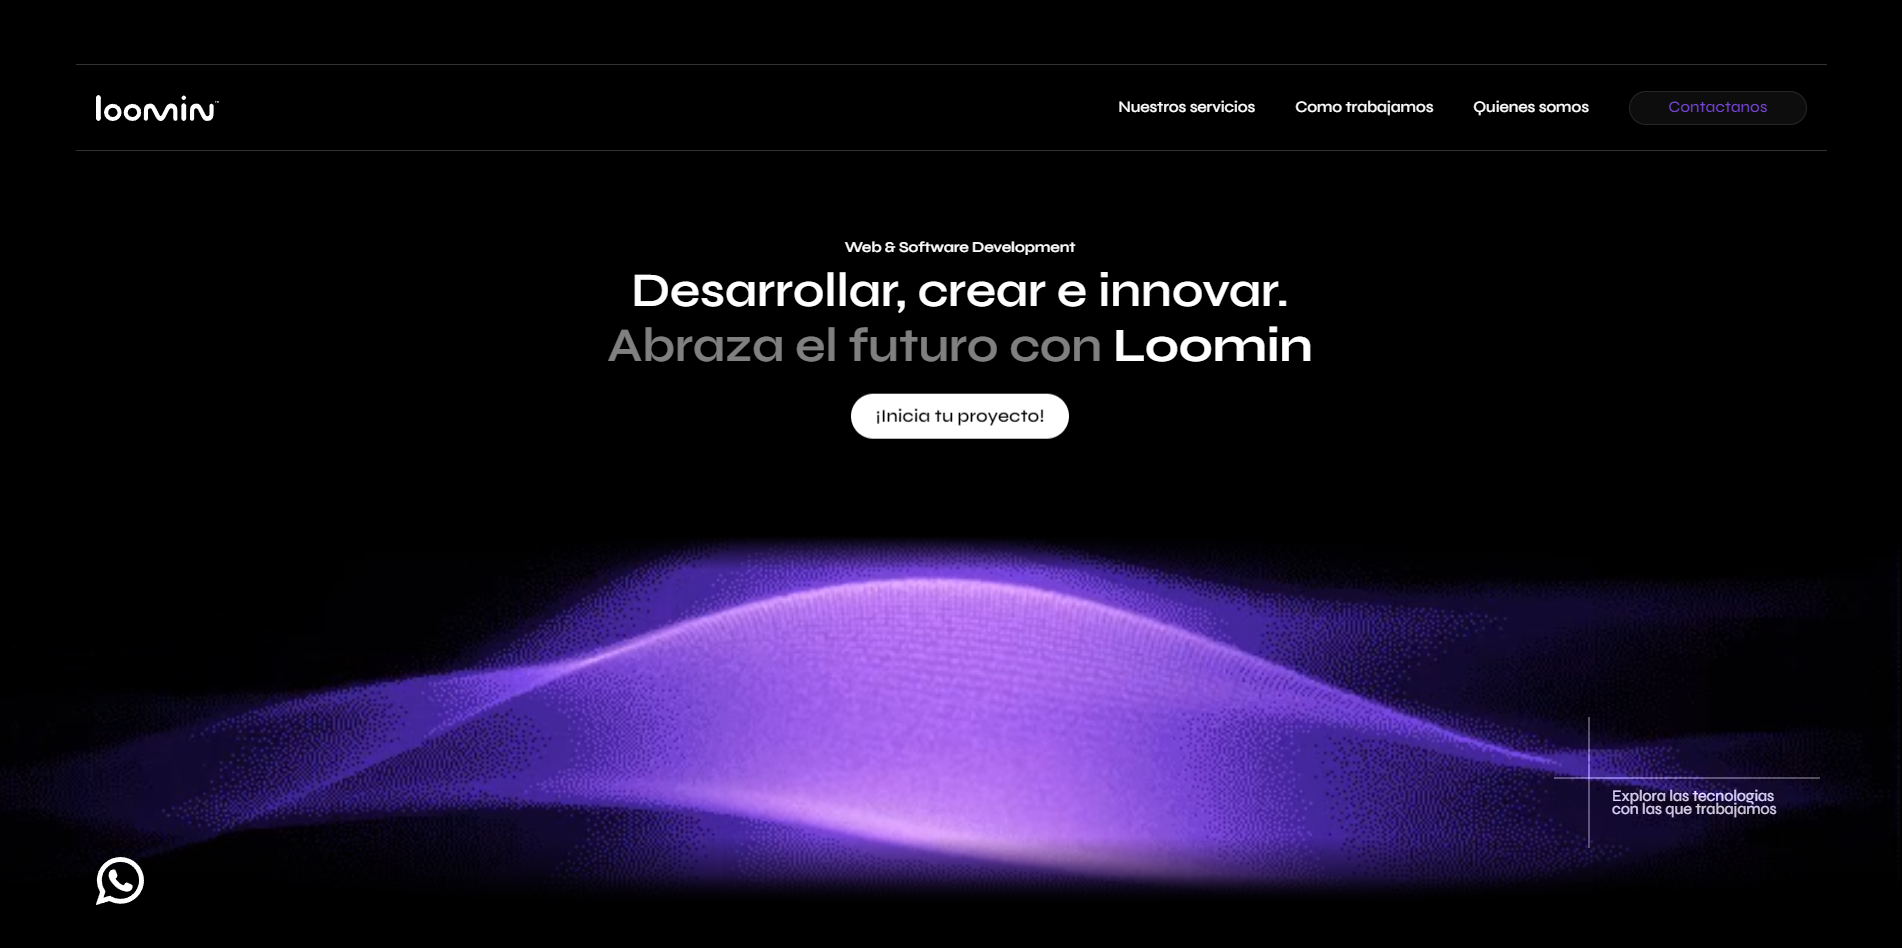 loomin™
Nuestros servicios
Como trabajamos
Quienes somos
Contactanos
Web & Software Development
Desarrollar, crear e innovar.
Abraza el futuro con Loomin
¡Inicia tu proyecto!
Explora las tecnologias
con las que trabajamos